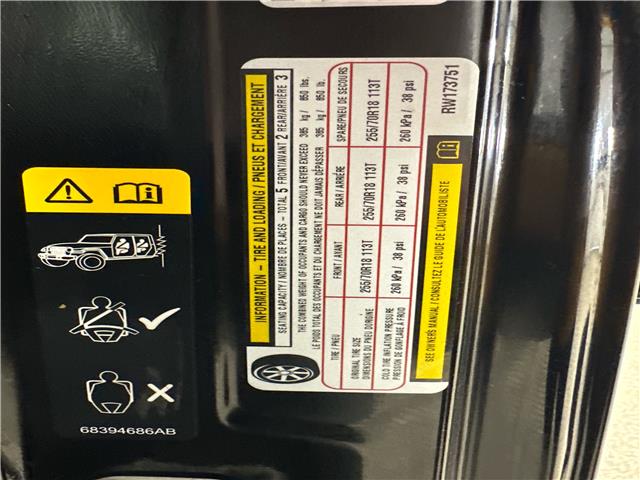 68394686AB
INFORMATION – TIRE AND LOADING / PNEUS ET CHARGEMENT
SEATING CAPACITY / NOMBRE DE PLACES – TOTAL 5 FRONT/AVANT 2 REAR/ARRIÈRE 3
THE COMBINED WEIGHT OF OCCUPANTS AND CARGO SHOULD NEVER EXCEED 385 kg / 850 lbs.
LE POIDS TOTAL DES OCCUPANTS ET DU CHARGEMENT NE DOIT JAMAIS DÉPASSER 385 kg / 850 lb.
TIRE / PNEU FRONT / AVANT REAR / ARRIÈRE SPARE/PNEU DE SECOURS
ORIGINAL TIRE SIZE
DIMENSIONS DU PNEU D'ORIGINE 255/70R18 113T 255/70R18 113T 255/70R18 113T
COLD TIRE INFLATION PRESSURE
PRESSION DE GONFLAGE À FROID 260 kPa / 38 psi 260 kPa / 38 psi 260 kPa / 38 psi
SEE OWNERS MANUAL / CONSULTEZ LE GUIDE DE L'AUTOMOBILISTE
RW173751